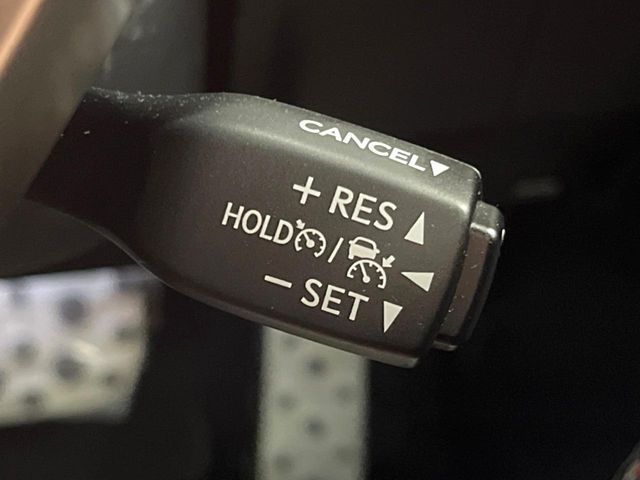 CANCEL▼
+ RES ▲
HOLD / ◀
− SET ▼